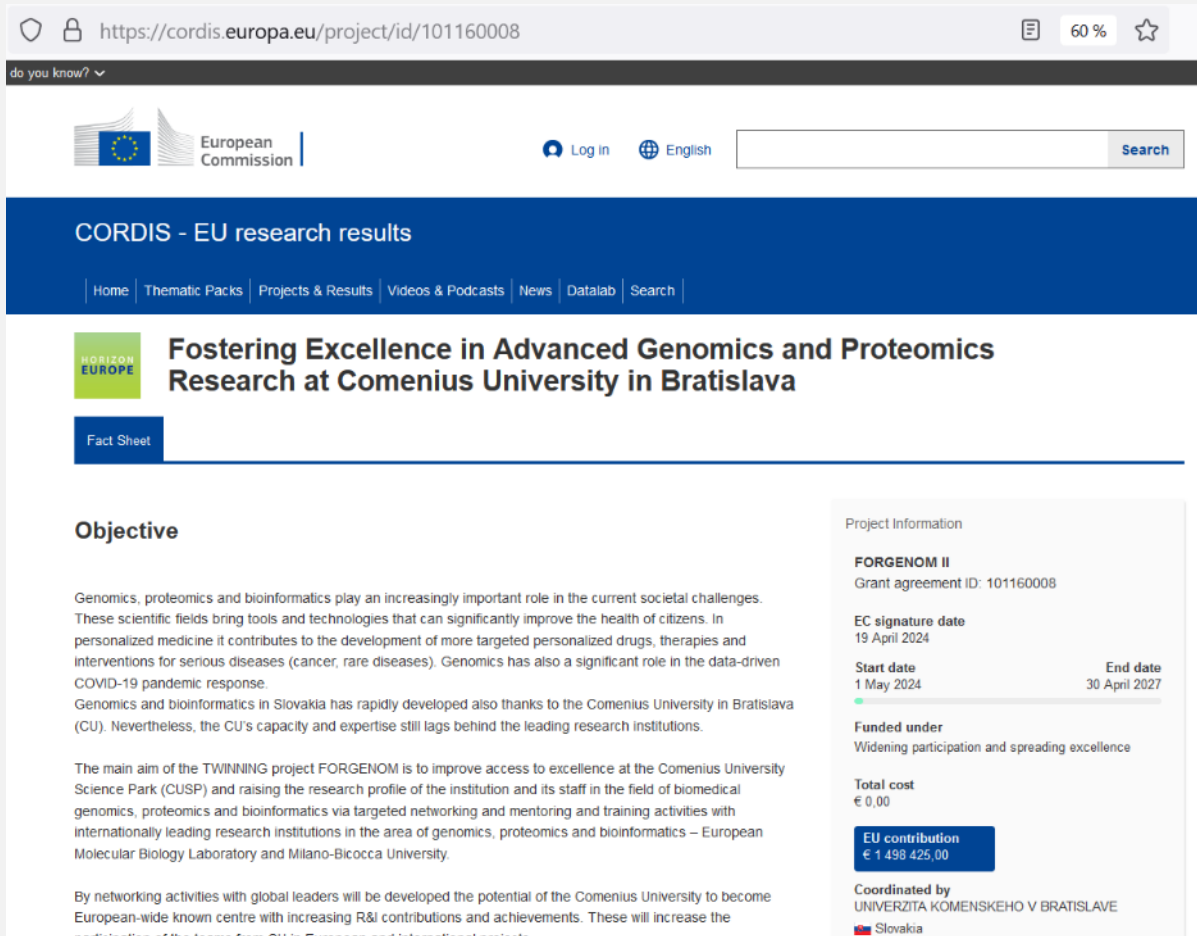 https://cordis.europa.eu/project/id/101160008
60 %
do you know?
European
Commission
Log in
English
Search
CORDIS - EU research results
Home
Thematic Packs
Projects & Results
Videos & Podcasts
News
Datalab
Search
HORIZON
EUROPE
Fostering Excellence in Advanced Genomics and Proteomics
Research at Comenius University in Bratislava
Fact Sheet
Objective
Genomics, proteomics and bioinformatics play an increasingly important role in the current societal challenges.
These scientific fields bring tools and technologies that can significantly improve the health of citizens. In
personalized medicine it contributes to the development of more targeted personalized drugs, therapies and
interventions for serious diseases (cancer, rare diseases). Genomics has also a significant role in the data-driven
COVID-19 pandemic response.
Genomics and bioinformatics in Slovakia has rapidly developed also thanks to the Comenius University in Bratislava
(CU). Nevertheless, the CU's capacity and expertise still lags behind the leading research institutions.
The main aim of the TWINNING project FORGENOM is to improve access to excellence at the Comenius University
Science Park (CUSP) and raising the research profile of the institution and its staff in the field of biomedical
genomics, proteomics and bioinformatics via targeted networking and mentoring and training activities with
internationally leading research institutions in the area of genomics, proteomics and bioinformatics – European
Molecular Biology Laboratory and Milano-Bicocca University.
By networking activities with global leaders will be developed the potential of the Comenius University to become
European-wide known centre with increasing R&I contributions and achievements. These will increase the
participation of the teams from CU in European and international projects
Project Information
FORGENOM II
Grant agreement ID: 101160008
EC signature date
19 April 2024
Start date
1 May 2024
End date
30 April 2027
Funded under
Widening participation and spreading excellence
Total cost
€ 0,00
EU contribution
€ 1 498 425,00
Coordinated by
UNIVERZITA KOMENSKEHO V BRATISLAVE
Slovakia